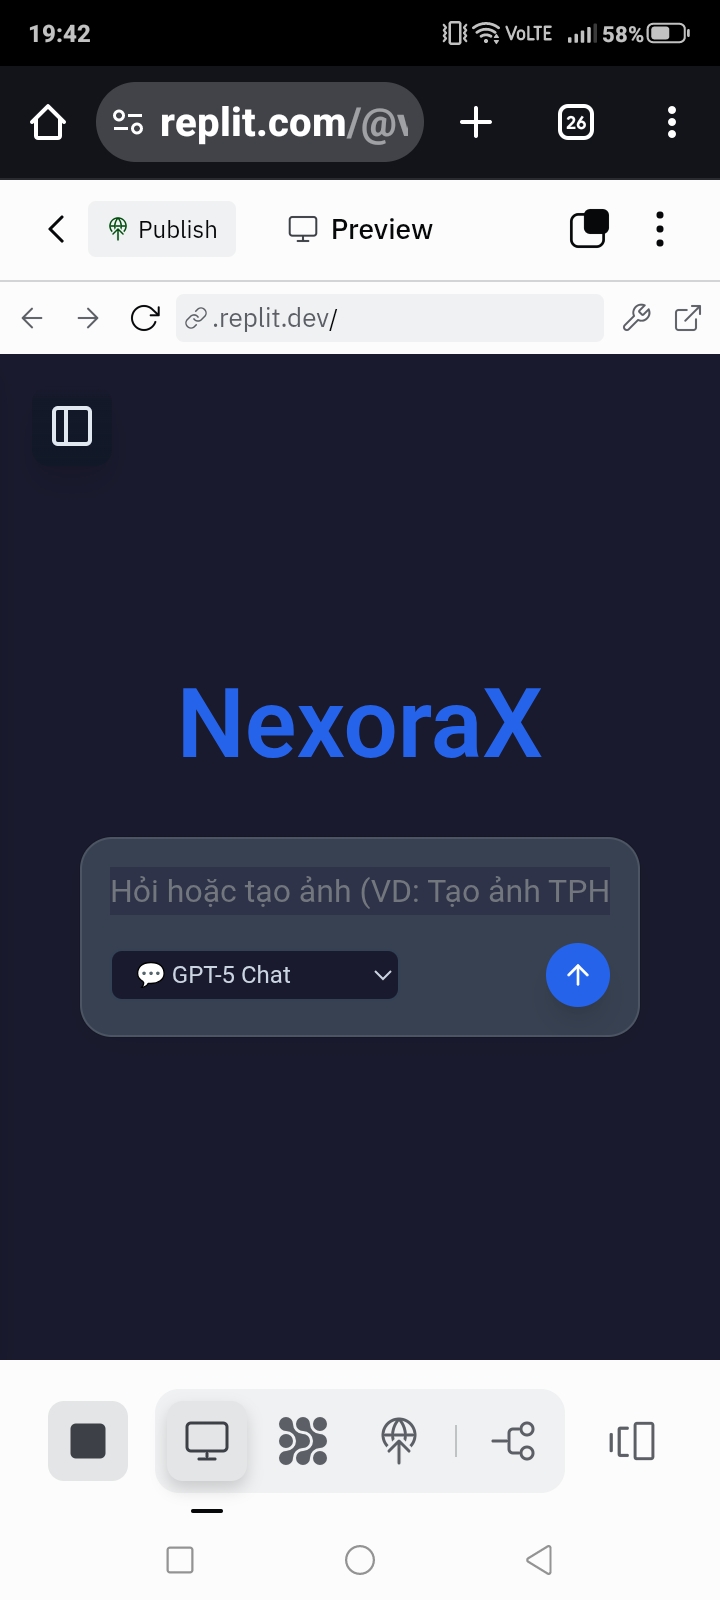 19:42
VoLTE 58%
replit.com/@
26
Publish
Preview
.replit.dev/
NexoraX
Hỏi hoặc tạo ảnh (VD: Tạo ảnh TPH
GPT-5 Chat